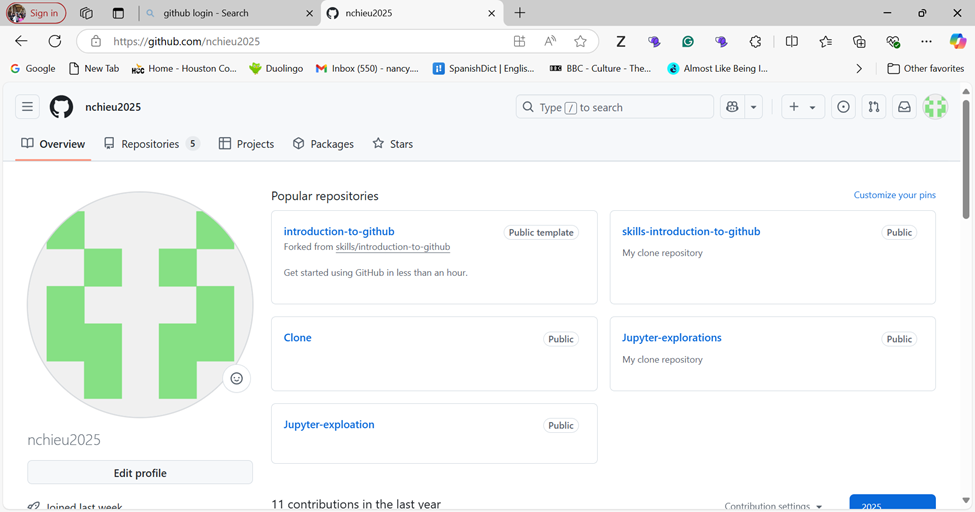 Sign in
github login - Search
nchieu2025
https://github.com/nchieu2025
Google
New Tab
Home - Houston Co...
Duolingo
Inbox (550) - nancy....
SpanishDict | Englis...
BBC - Culture - The...
Almost Like Being I...
Other favorites
nchieu2025
Type / to search
Overview
Repositories 5
Projects
Packages
Stars
Popular repositories
Customize your pins
introduction-to-github
Public template
Forked from skills/introduction-to-github
Get started using GitHub in less than an hour.
skills-introduction-to-github
Public
My clone repository
Clone
Public
Jupyter-explorations
Public
My clone repository
Jupyter-exploation
Public
nchieu2025
Edit profile
Joined last week
11 contributions in the last year
Contribution settings
2025